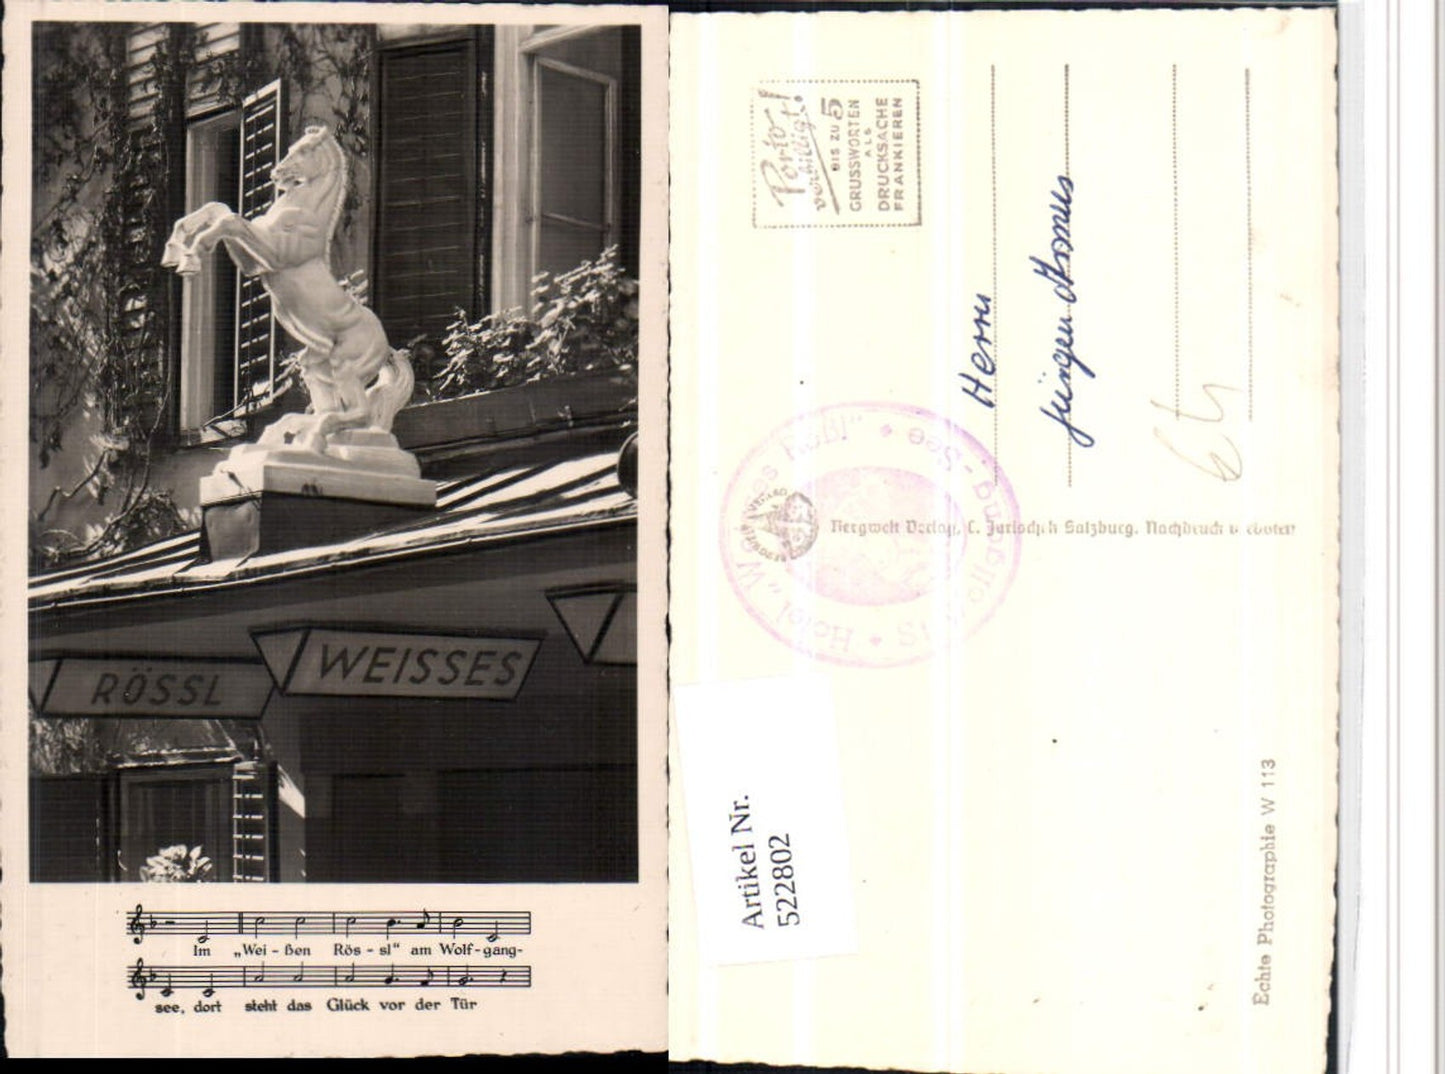 RÖSSL
WEISSES
Im „Wei-ßen Rös-sl“ am Wolf-gang-
see, dort steht das Glück vor der Tür
Porto
verbilligt!
BIS ZU 5
GRUSSWORTEN
ALS
DRUCKSACHE
FRANKIEREN
Herrn
Hotel „W es Rößl“ ✦ St. Wolfgang-See ✦
Bergwelt Verlag, C. Jurischek Salzburg. Nachdruck verboten
Artikel Nr.
522802
Echte Photographie W 113